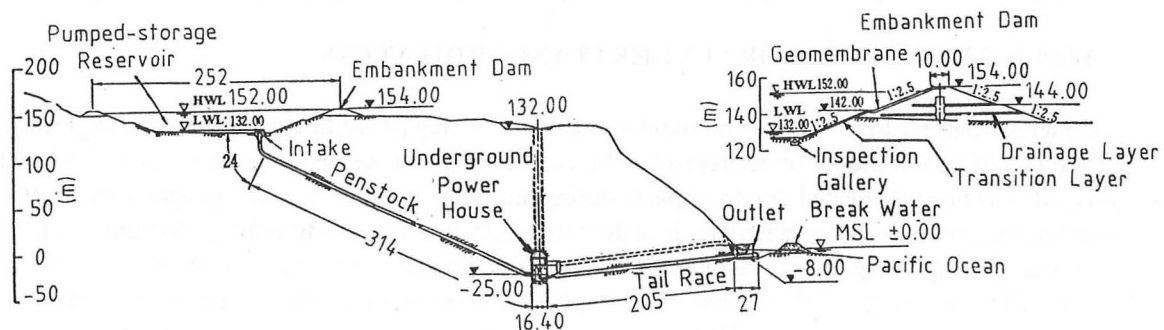 Pumped-storage
Reservoir
252
HWL 152.00
LWL 132.00
Embankment Dam
154.00
132.00
Intake
24
Penstock
314
Underground
Power
House
-25.00
16.40
Tail Race
205
27
Outlet
Break Water
MSL ±0.00
Pacific Ocean
-8.00
200
150
100
50
0
-50
(m)
Embankment Dam
Geomembrane
10.00
154.00
144.00
1:2.5
1:2.5
1:2.5
HWL 152.00
LWL
132.00
142.00
160
140
120
(m)
Inspection
Gallery
Drainage Layer
Transition Layer